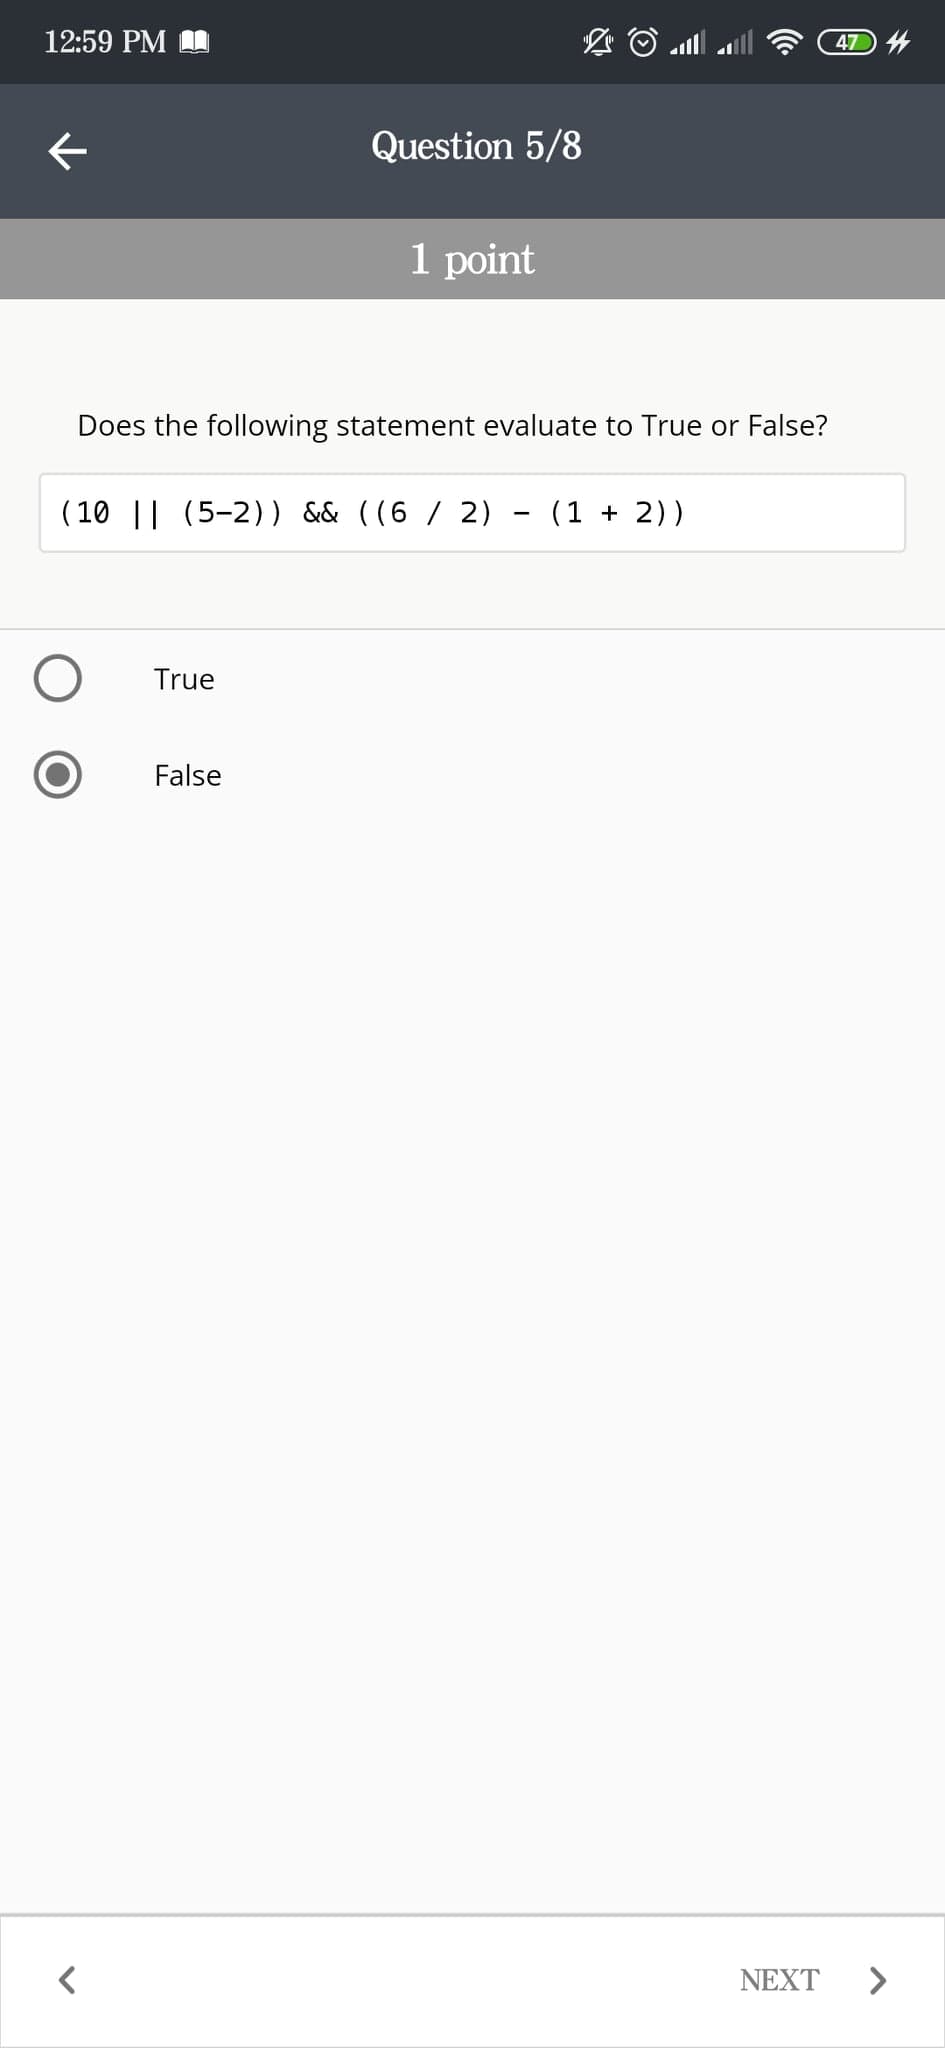 12:59 PM
47
Question 5/8
1 point
Does the following statement evaluate to True or False?
(10 || (5-2)) && ((6 / 2) - (1 + 2))
True
False
NEXT